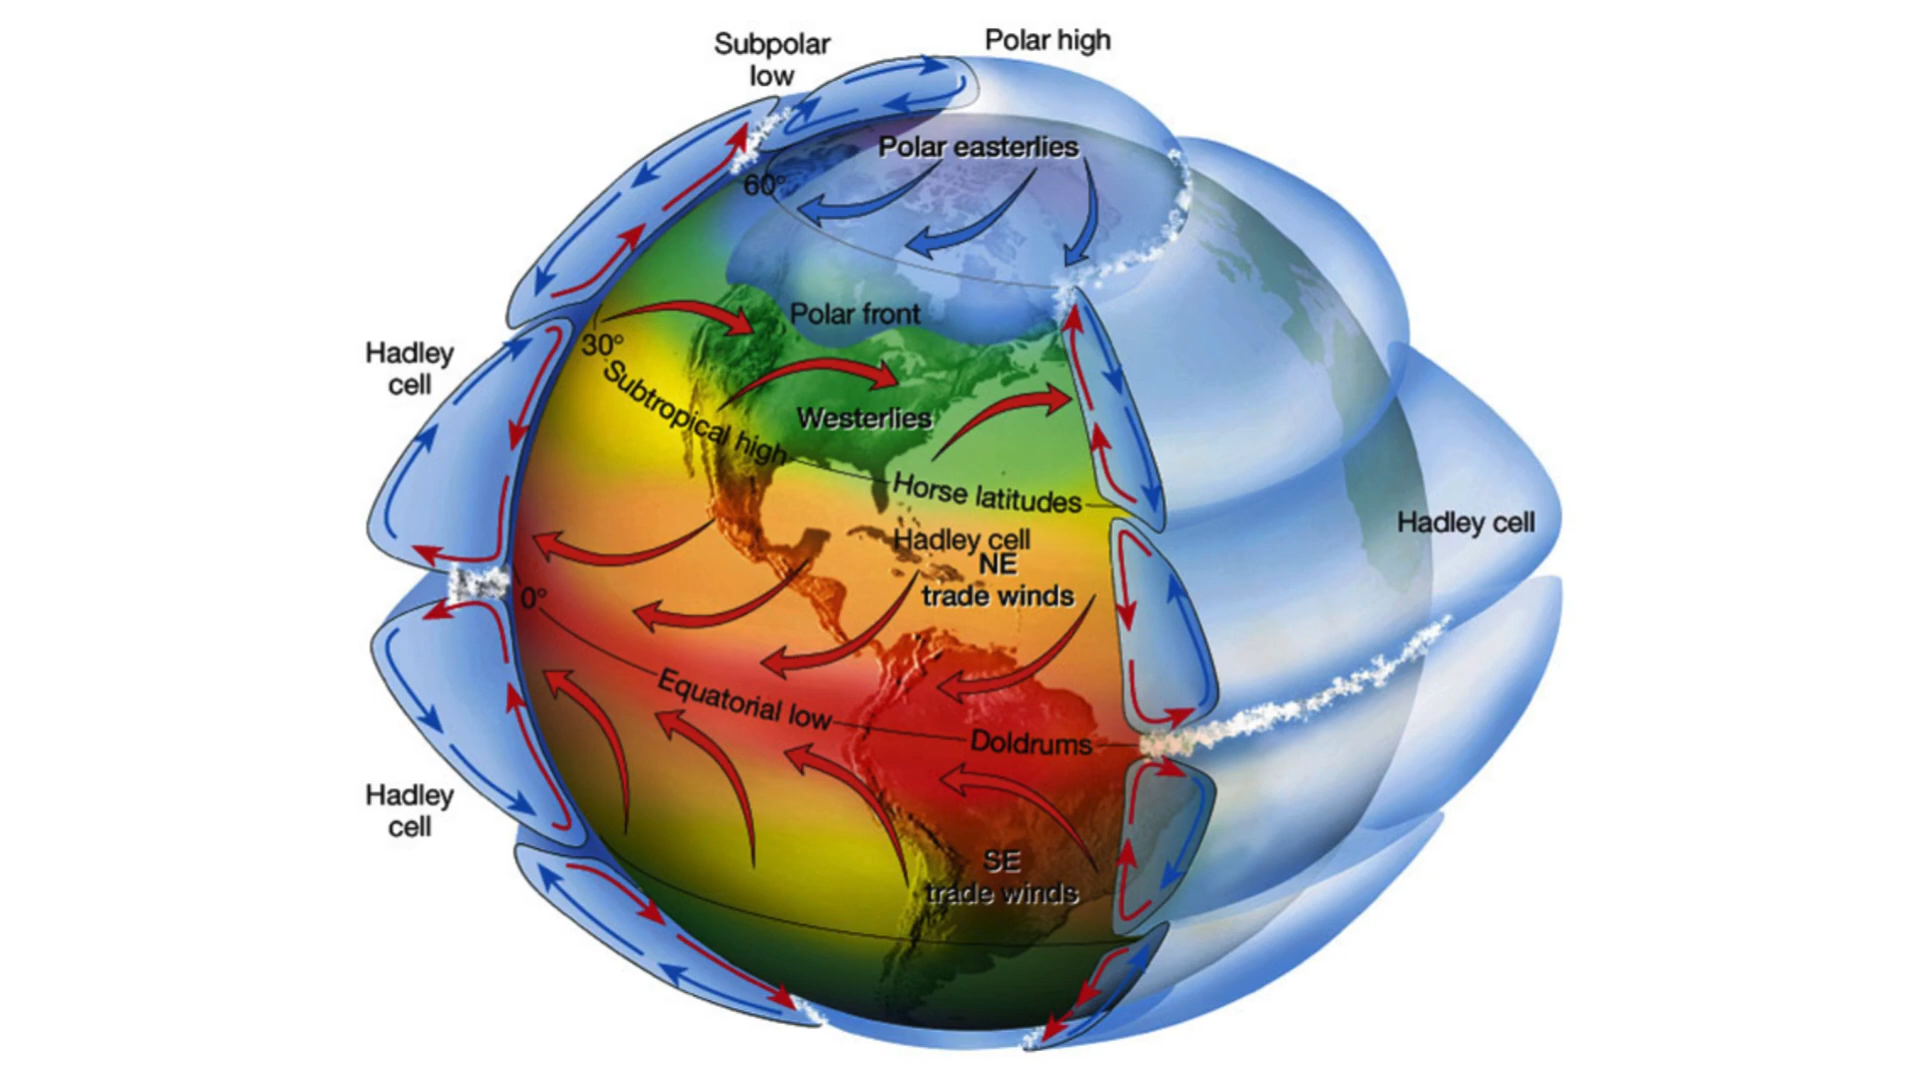 Subpolar
low
Polar high
Polar easterlies
60°
Polar front
30°
Hadley
cell
Subtropical high
Westerlies
Horse latitudes
Hadley cell
Hadley cell
NE
trade winds
0°
Equatorial low
Doldrums
Hadley
cell
SE
trade winds